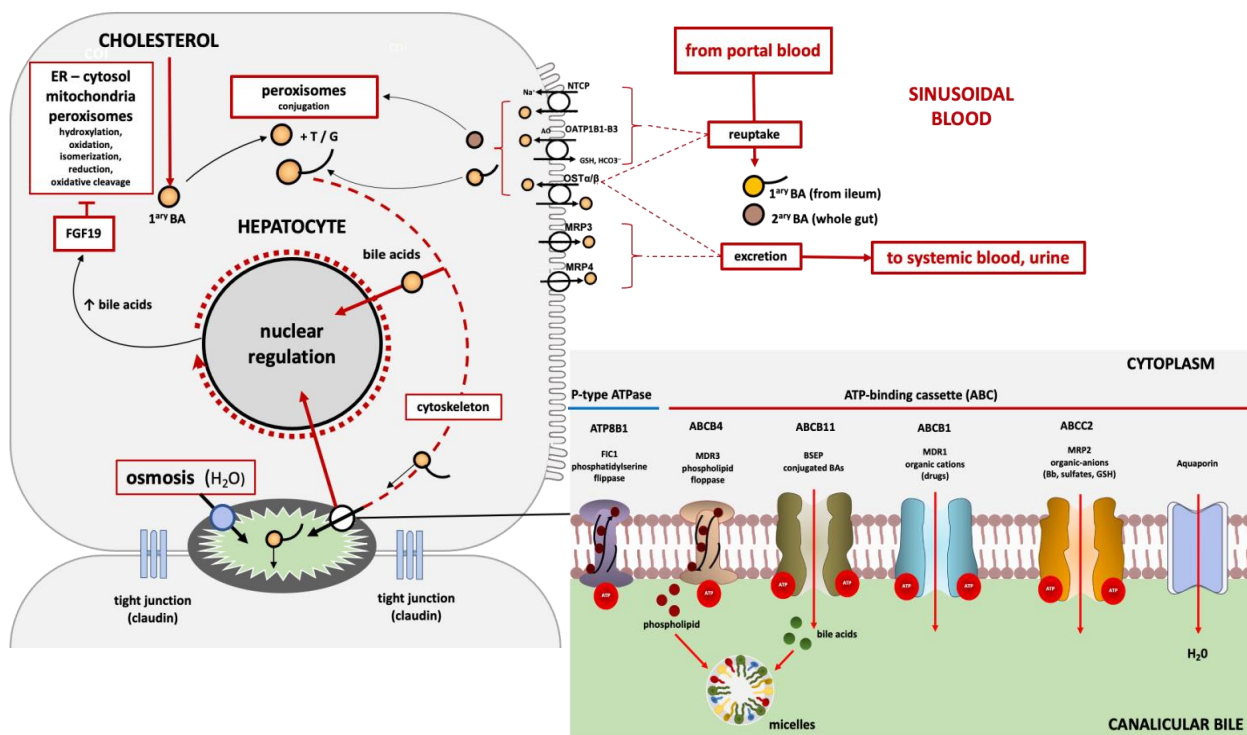 CHOLESTEROL
ER – cytosol
mitochondria
peroxisomes
hydroxylation,
oxidation,
isomerization,
reduction,
oxidative cleavage
FGF19
1ary BA
peroxisomes
conjugation
+ T / G
HEPATOCYTE
bile acids
↑ bile acids
nuclear
regulation
cytoskeleton
osmosis (H2O)
tight junction
(claudin)
tight junction
(claudin)
Na+
NTCP
AO
OATP1B1-B3
GSH, HCO3–
OSTα/β
MRP3
MRP4
from portal blood
SINUSOIDAL
BLOOD
reuptake
1ary BA (from ileum)
2ary BA (whole gut)
excretion
to systemic blood, urine
CYTOPLASM
P-type ATPase
ATP-binding cassette (ABC)
ATP8B1
FIC1
phosphatidylserine
flippase
ABCB4
MDR3
phospholipid
floppase
ABCB11
BSEP
conjugated BAs
ABCB1
MDR1
organic cations
(drugs)
ABCC2
MRP2
organic-anions
(Bb, sulfates, GSH)
Aquaporin
ATP
ATP
ATP
ATP
ATP
ATP
ATP
ATP
phospholipid
bile acids
micelles
H20
CANALICULAR BILE